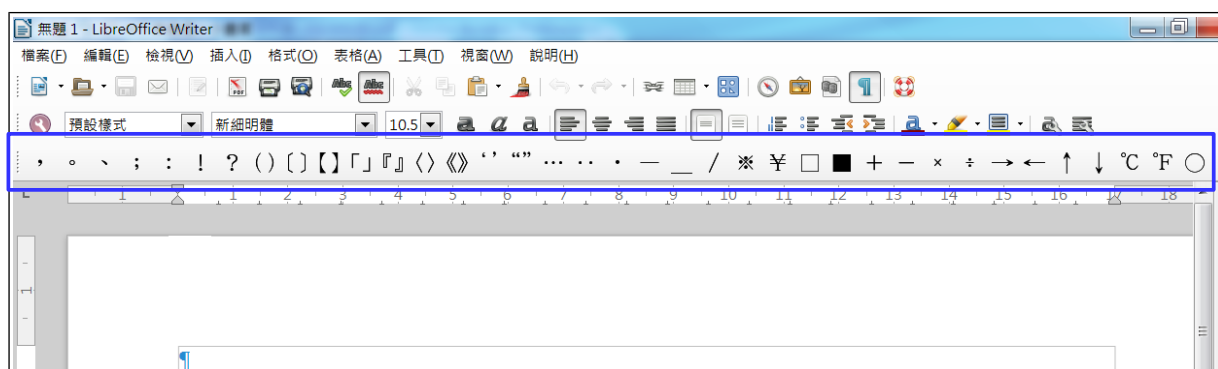 無題 1 - LibreOffice Writer
檔案(F) 編輯(E) 檢視(V) 插入(I) 格式(O) 表格(A) 工具(T) 視窗(W) 說明(H)
預設樣式 新細明體 10.5 a a a
， 。 、 ； ： ！ ？ （） 〔〕 【】 「」 『』 〈〉 《》 ‘’ “” … ‥ ． — ＿ ／ ※ ￥ □ ■ ＋ － × ÷ → ← ↑ ↓ ℃ ℉ ○
L 1 1 2 3 4 5 6 7 8 9 10 11 12 13 14 15 16 17 18
1
¶